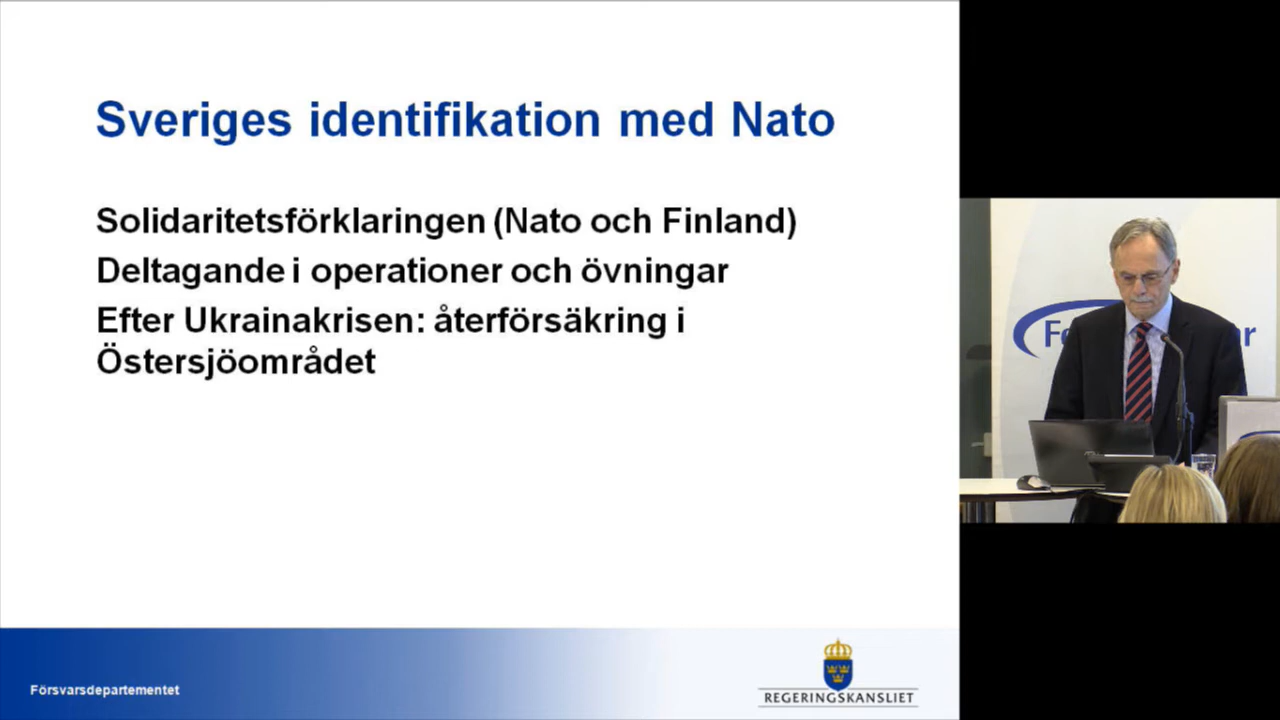 Sveriges identifikation med Nato
Solidaritetsförklaringen (Nato och Finland)
Deltagande i operationer och övningar
Efter Ukrainakrisen: återförsäkring i
Östersjöområdet
Försvarsdepartementet
REGERINGSKANSLIET